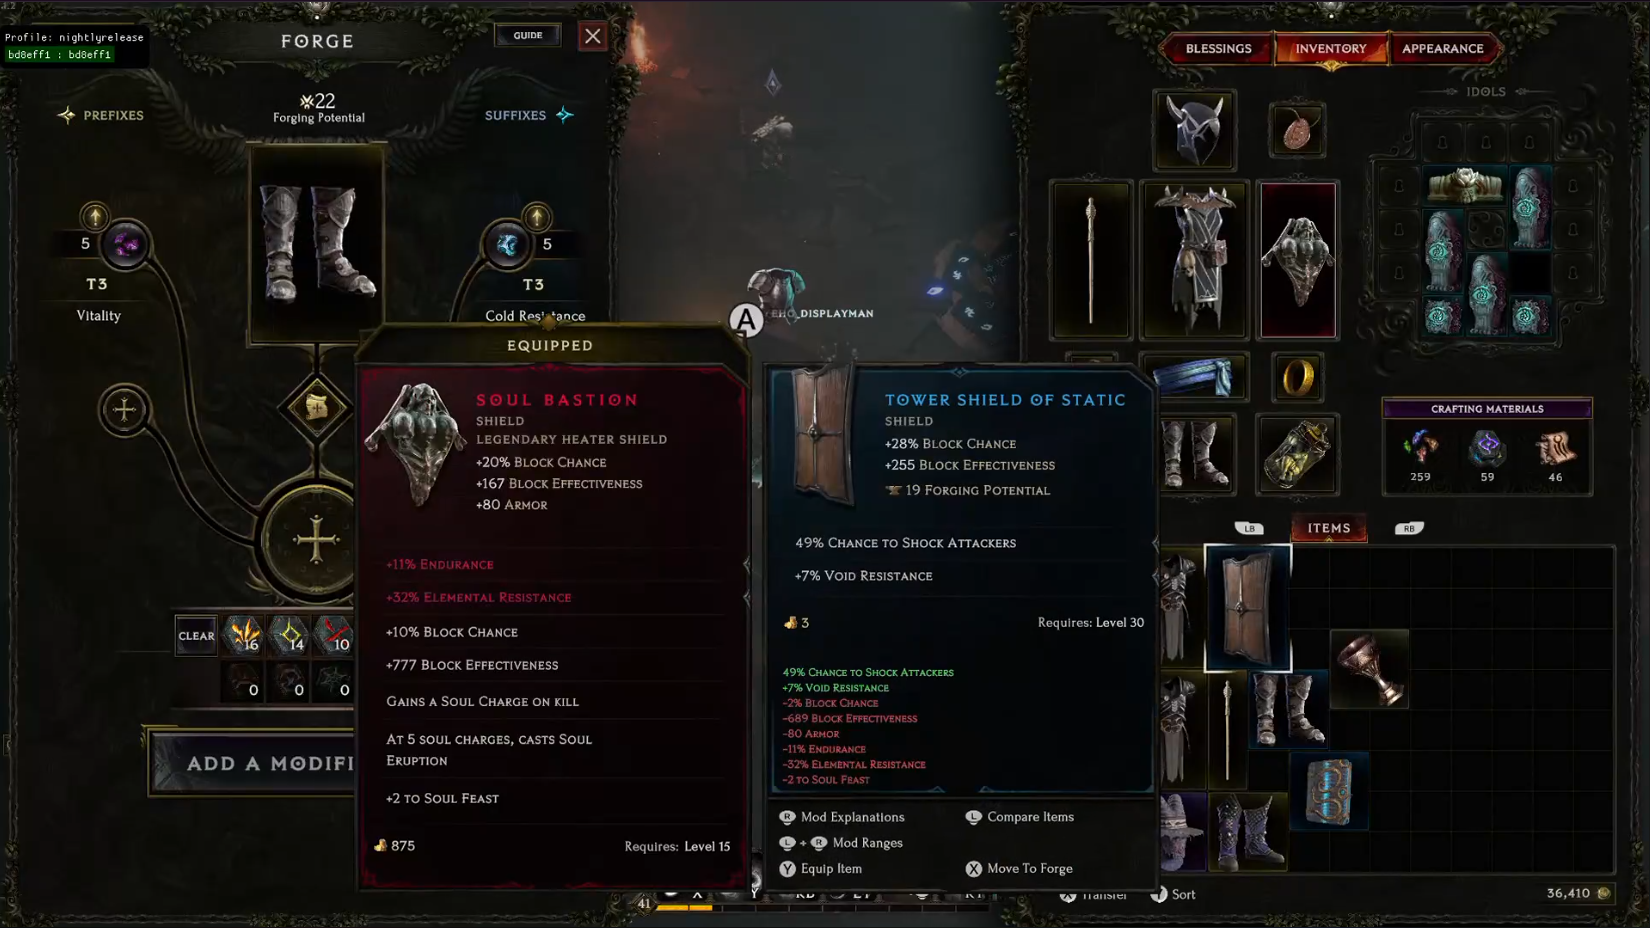 Profile: nightlyrelease
bd8eff1 : bd8eff1
FORGE
GUIDE
PREFIXES
22
Forging Potential
SUFFIXES
5
T3
Vitality
5
T3
Cold Resistance
CLEAR
16
14
10
0
0
0
ADD A MODIFI
EQUIPPED
SOUL BASTION
SHIELD
LEGENDARY HEATER SHIELD
+20% BLOCK CHANCE
+167 BLOCK EFFECTIVENESS
+80 ARMOR
+11% ENDURANCE
+32% ELEMENTAL RESISTANCE
+10% BLOCK CHANCE
+777 BLOCK EFFECTIVENESS
GAINS A SOUL CHARGE ON KILL
AT 5 SOUL CHARGES, CASTS SOUL
ERUPTION
+2 TO SOUL FEAST
875
Requires: Level 15
A
DISPLAYMAN
TOWER SHIELD OF STATIC
SHIELD
+28% BLOCK CHANCE
+255 BLOCK EFFECTIVENESS
19 FORGING POTENTIAL
49% CHANCE TO SHOCK ATTACKERS
+7% VOID RESISTANCE
3
Requires: Level 30
49% CHANCE TO SHOCK ATTACKERS
+7% VOID RESISTANCE
-2% BLOCK CHANCE
-689 BLOCK EFFECTIVENESS
-80 ARMOR
-11% ENDURANCE
-32% ELEMENTAL RESISTANCE
-2 TO SOUL FEAST
R Mod Explanations
L Compare Items
L + R Mod Ranges
Y Equip Item
X Move To Forge
41
BLESSINGS
INVENTORY
APPEARANCE
IDOLS
CRAFTING MATERIALS
259
59
46
LB
ITEMS
RB
Transfer
Sort
36,410